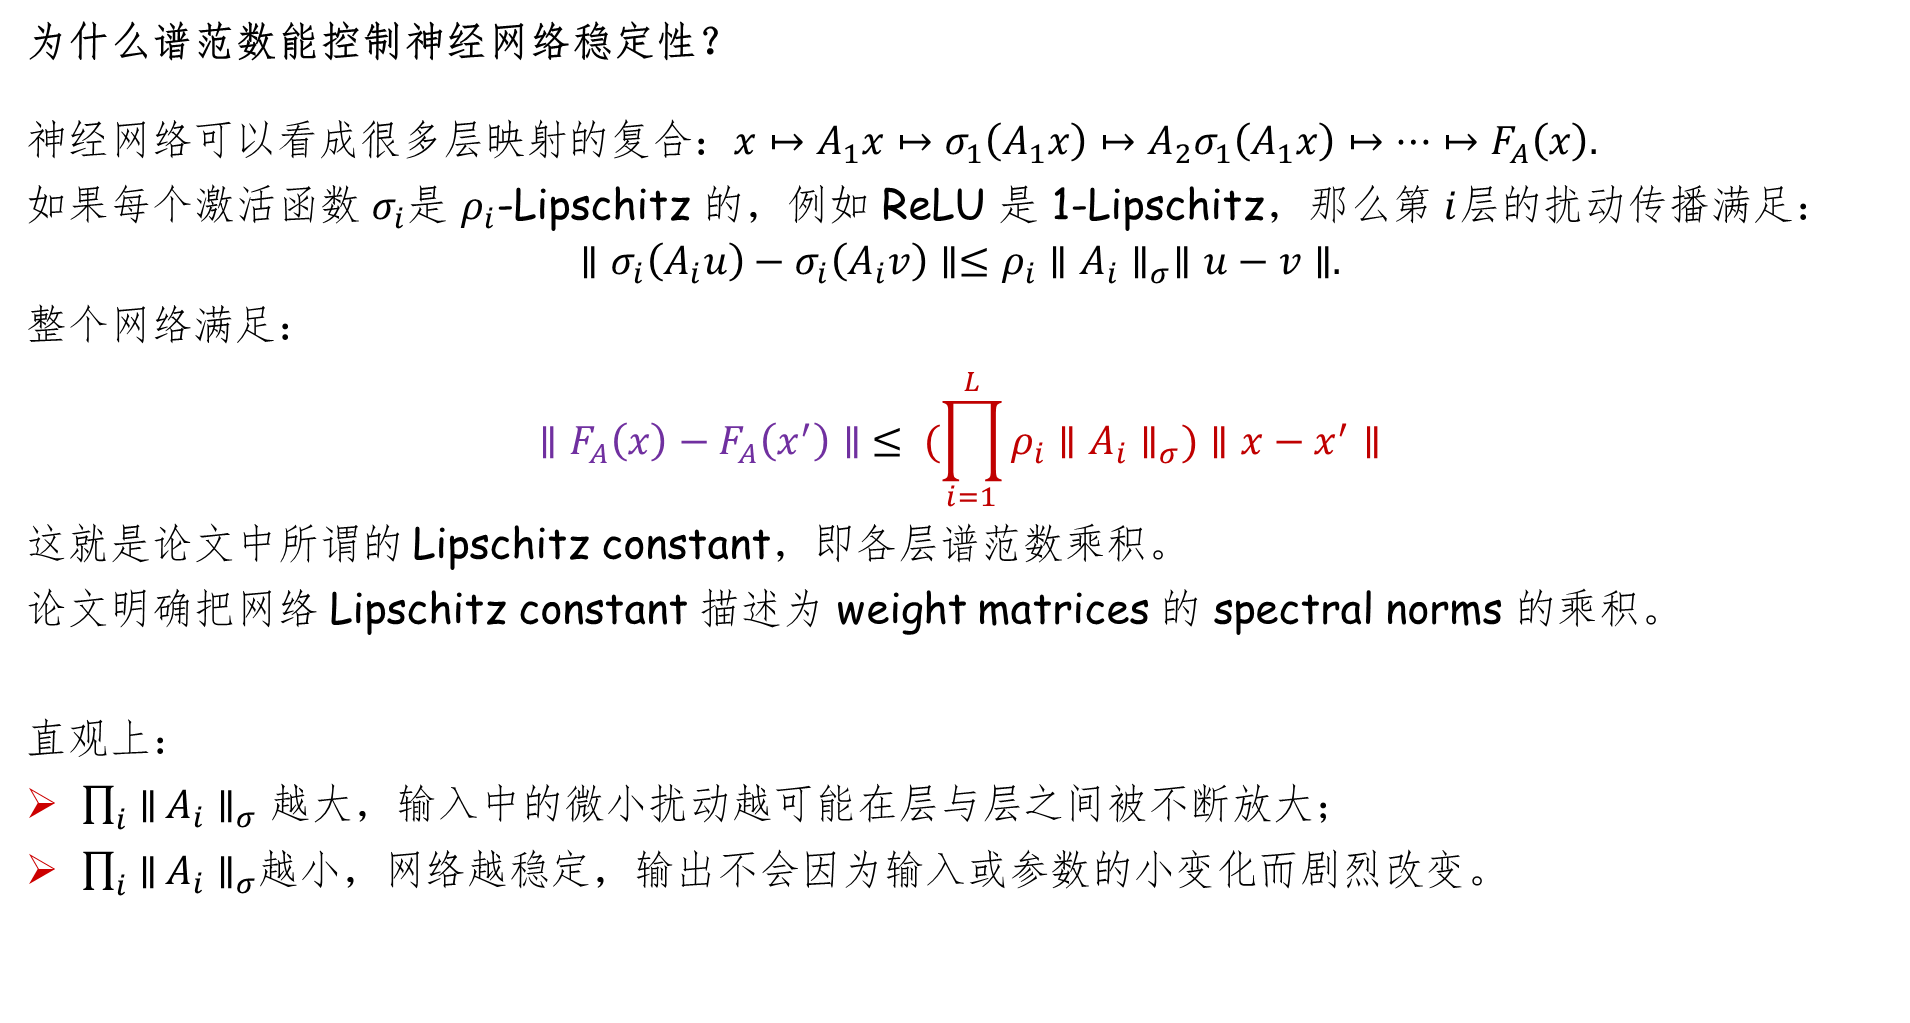 为什么谱范数能控制神经网络稳定性？
神经网络可以看成很多层映射的复合：x ↦ A₁x ↦ σ₁(A₁x) ↦ A₂σ₁(A₁x) ↦ ⋯ ↦ F_A(x).
如果每个激活函数 σᵢ是 ρᵢ-Lipschitz 的，例如 ReLU 是 1-Lipschitz，那么第 i层的扰动传播满足：
∥ σᵢ(Aᵢu) − σᵢ(Aᵢv) ∥≤ ρᵢ ∥ Aᵢ ∥_σ∥ u − v ∥.
整个网络满足：
∥ F_A(x) − F_A(x′) ∥ ≤ (∏_{i=1}^{L} ρᵢ ∥ Aᵢ ∥_σ) ∥ x − x′ ∥
这就是论文中所谓的 Lipschitz constant，即各层谱范数乘积。
论文明确把网络 Lipschitz constant 描述为 weight matrices 的 spectral norms 的乘积。
直观上：
➢ ∏ᵢ ∥ Aᵢ ∥_σ 越大，输入中的微小扰动越可能在层与层之间被不断放大；
➢ ∏ᵢ ∥ Aᵢ ∥_σ越小，网络越稳定，输出不会因为输入或参数的小变化而剧烈改变。